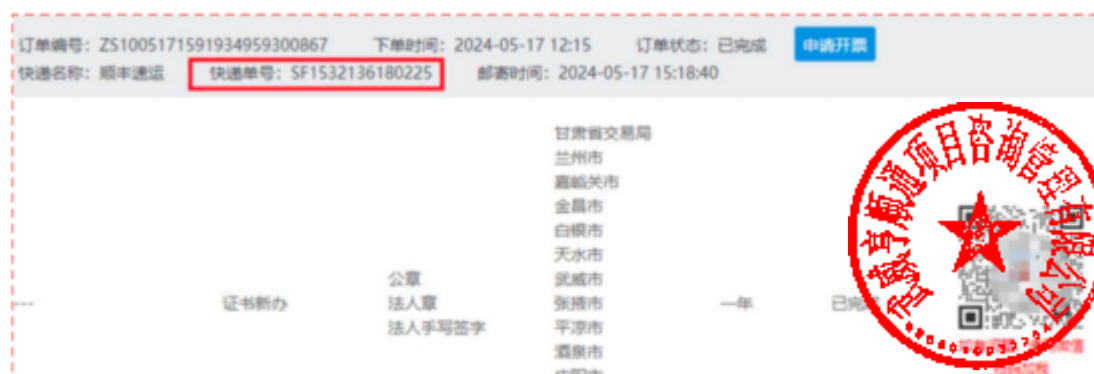 订单编号：ZS1005171591934959300867 下单时间：2024-05-17 12:15 订单状态：已完成 申请开票
快递名称：顺丰速运 快递单号：SF1532136180225 邮寄时间：2024-05-17 15:18:40
甘肃省交易局
兰州市
嘉峪关市
金昌市
白银市
天水市
武威市
张掖市
平凉市
酒泉市
庆阳市
---
证书新办
公章
法人章
法人手写签字
一年
已完
顺通项目咨询管理有限公司